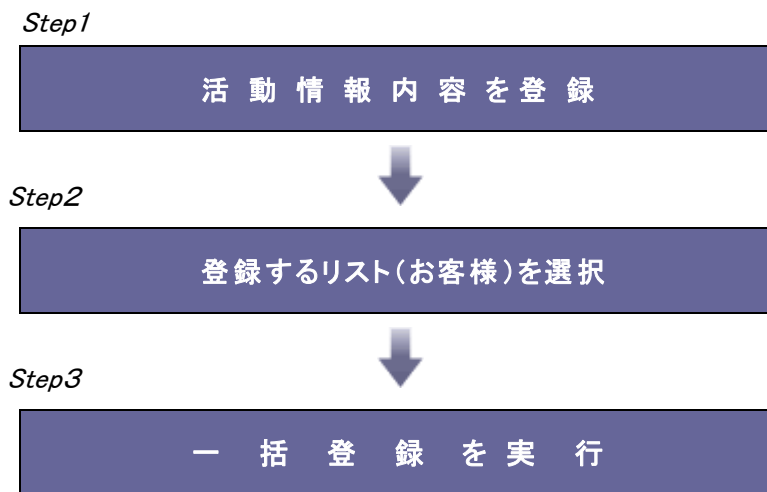 Step1
活動情報内容を登録
Step2
登録するリスト(お客様)を選択
Step3
一括登録を実行